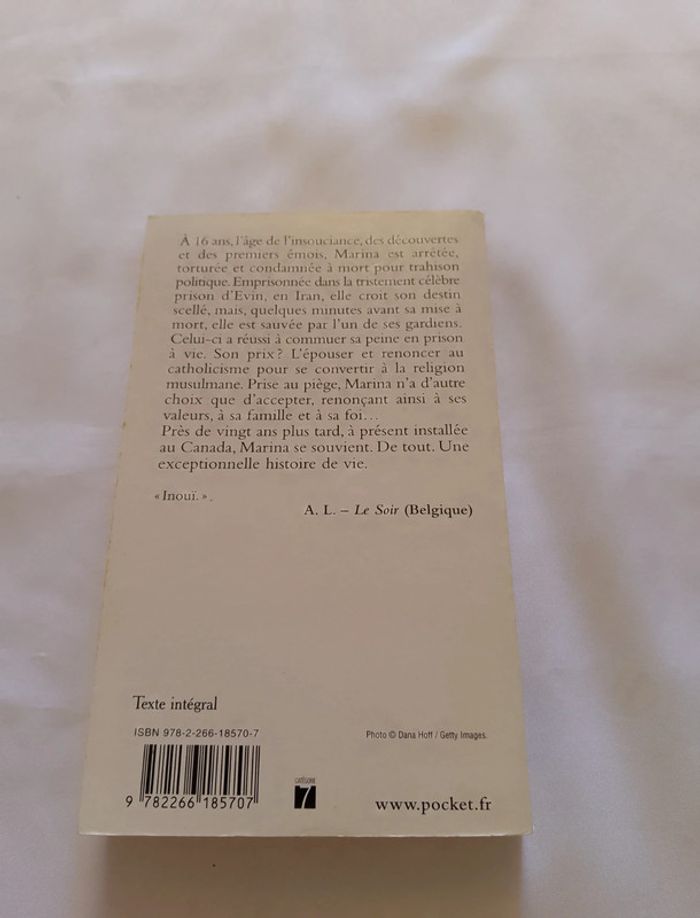 À 16 ans, l'âge de l'insouciance, des découvertes
et des premiers émois, Marina est arrêtée,
torturée et condamnée à mort pour trahison
politique. Emprisonnée dans la tristement célèbre
prison d'Evin, en Iran, elle croit son destin
scellé, mais, quelques minutes avant sa mise à
mort, elle est sauvée par l'un de ses gardiens.
Celui-ci a réussi à commuer sa peine en prison
à vie. Son prix ? L'épouser et renoncer au
catholicisme pour se convertir à la religion
musulmane. Prise au piège, Marina n'a d'autre
choix que d'accepter, renonçant ainsi à ses
valeurs, à sa famille et à sa foi…
Près de vingt ans plus tard, à présent installée
au Canada, Marina se souvient. De tout. Une
exceptionnelle histoire de vie.
« Inouï. ».
A. L. – Le Soir (Belgique)
Texte intégral
ISBN 978-2-266-18570-7
Photo © Dana Hoff / Getty Images.
9 782266 185707
CATÉGORIE
7
www.pocket.fr